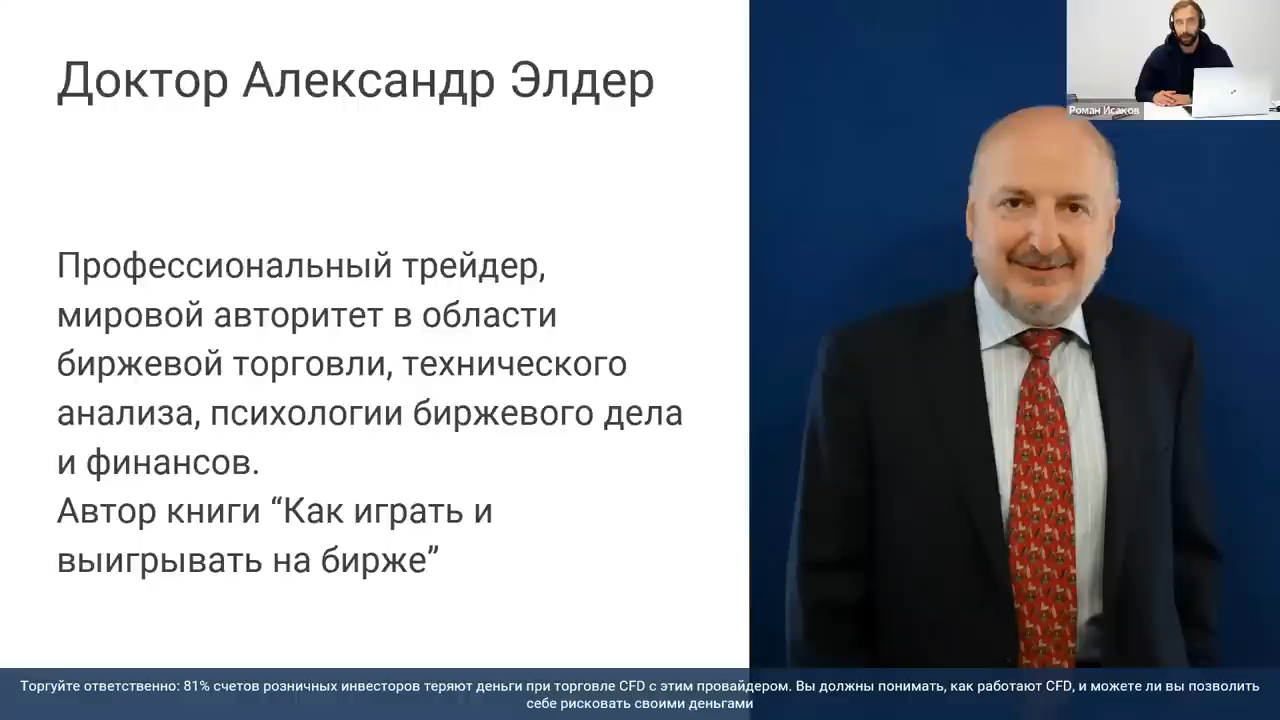 Доктор Александр Элдер
Роман Исаков
Профессиональный трейдер,
мировой авторитет в области
биржевой торговли, технического
анализа, психологии биржевого дела
и финансов.
Автор книги “Как играть и
выигрывать на бирже”
Торгуйте ответственно: 81% счетов розничных инвесторов теряют деньги при торговле CFD с этим провайдером. Вы должны понимать, как работают CFD, и можете ли вы позволить
себе рисковать своими деньгами